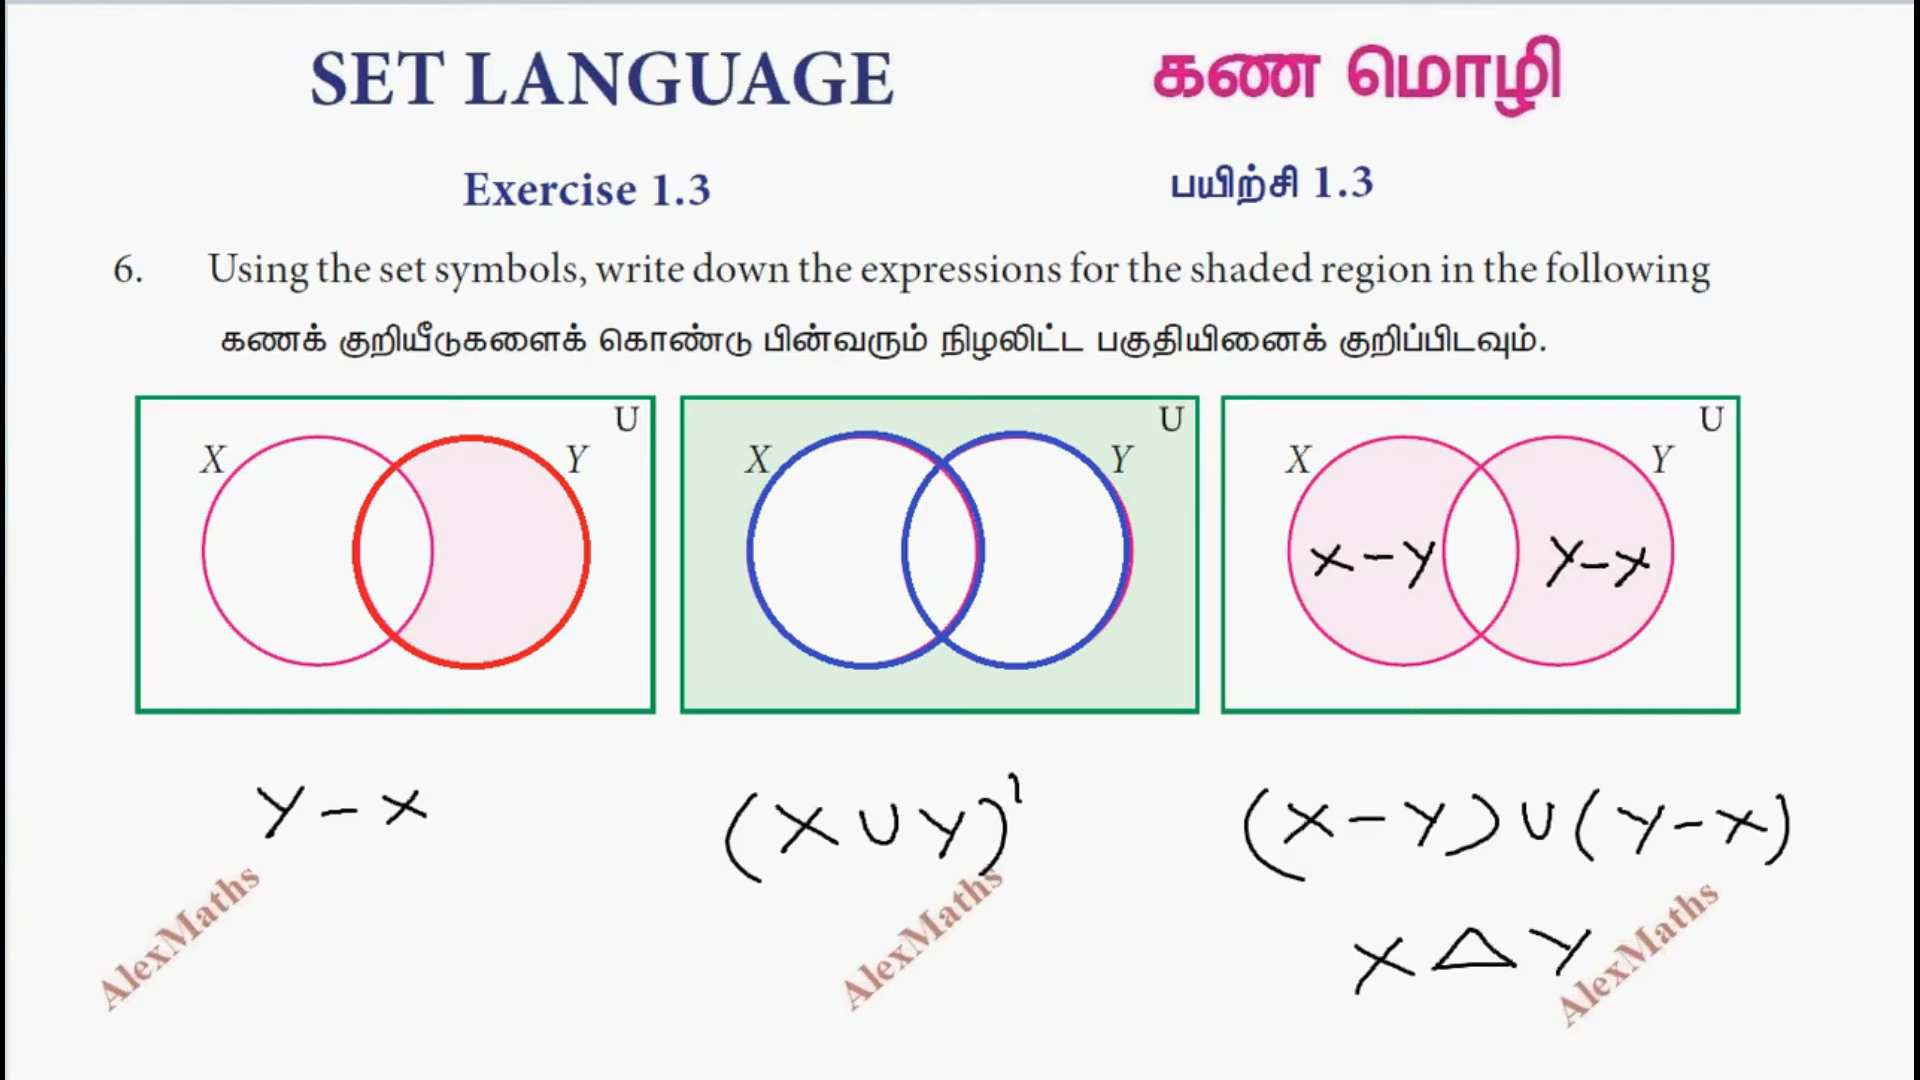 SET LANGUAGE கண மொழி
Exercise 1.3 பயிற்சி 1.3
6. Using the set symbols, write down the expressions for the shaded region in the following
கணக் குறியீடுகளைக் கொண்டு பின்வரும் நிழலிட்ட பகுதியினைக் குறிப்பிடவும்.
U U U
X Y X Y X Y
X - Y Y - X
Y - X (X ∪ Y)' (X - Y) ∪ (Y - X)
X Δ Y
AlexMaths AlexMaths AlexMaths